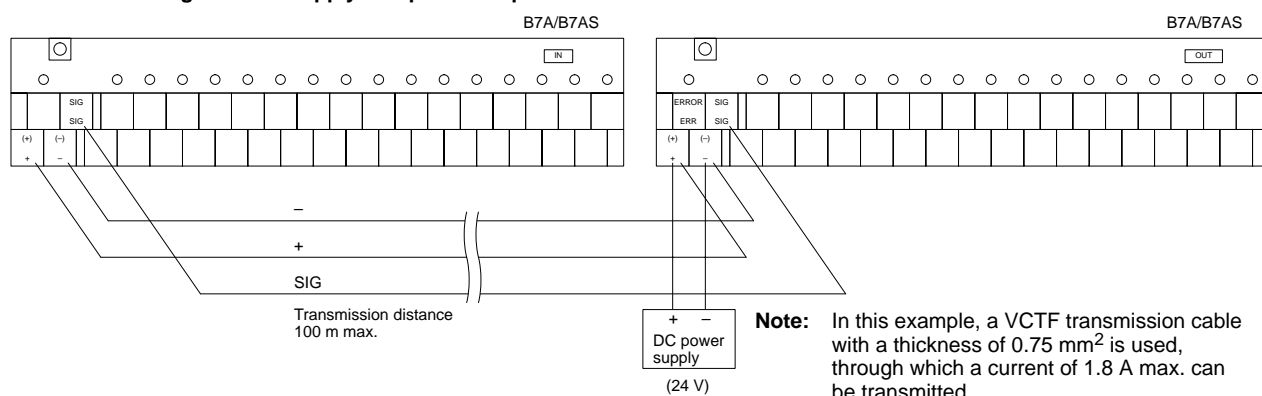 B7A/B7AS
B7A/B7AS
IN
OUT
SIG
SIG
(+) (–)
+ –
ERROR SIG
ERR SIG
(+) (–)
+ –
–
+
SIG
Transmission distance
100 m max.
+ –
DC power
supply
(24 V)
Note: In this example, a VCTF transmission cable
with a thickness of 0.75 mm2 is used,
through which a current of 1.8 A max. can
be transmitted